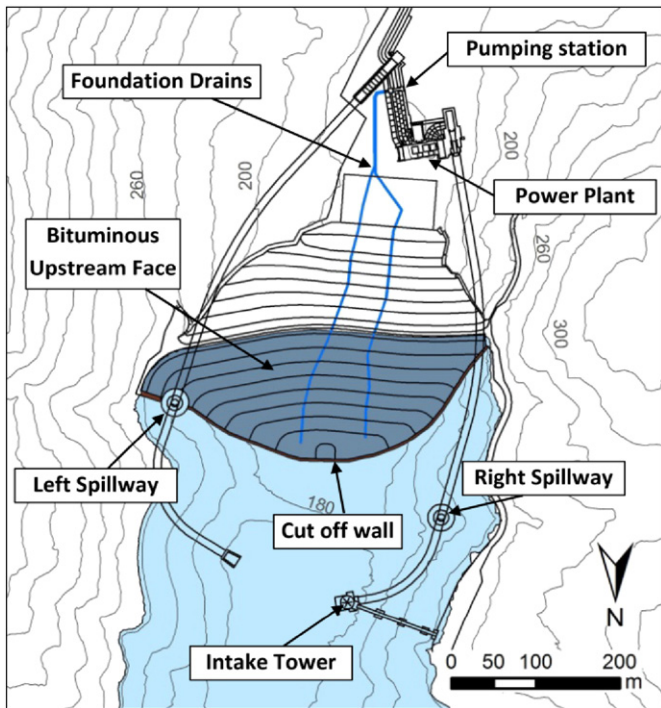 Pumping station
Foundation Drains
200
260
200
Power Plant
Bituminous
Upstream Face
260
300
Left Spillway
180
Right Spillway
Cut off wall
N
Intake Tower
0 50 100 200
m